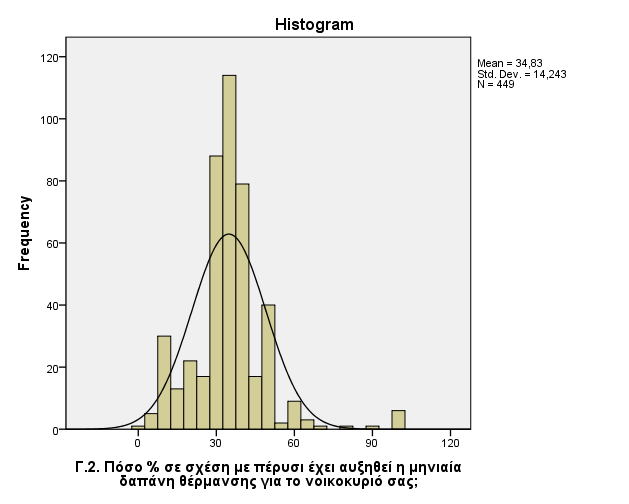 Histogram
Mean = 34,83
Std. Dev. = 14,243
N = 449
Frequency
120
100
80
60
40
20
0
0 30 60 90 120
Γ.2. Πόσο % σε σχέση με πέρυσι έχει αυξηθεί η μηνιαία
δαπάνη θέρμανσης για το νοικοκυριό σας;